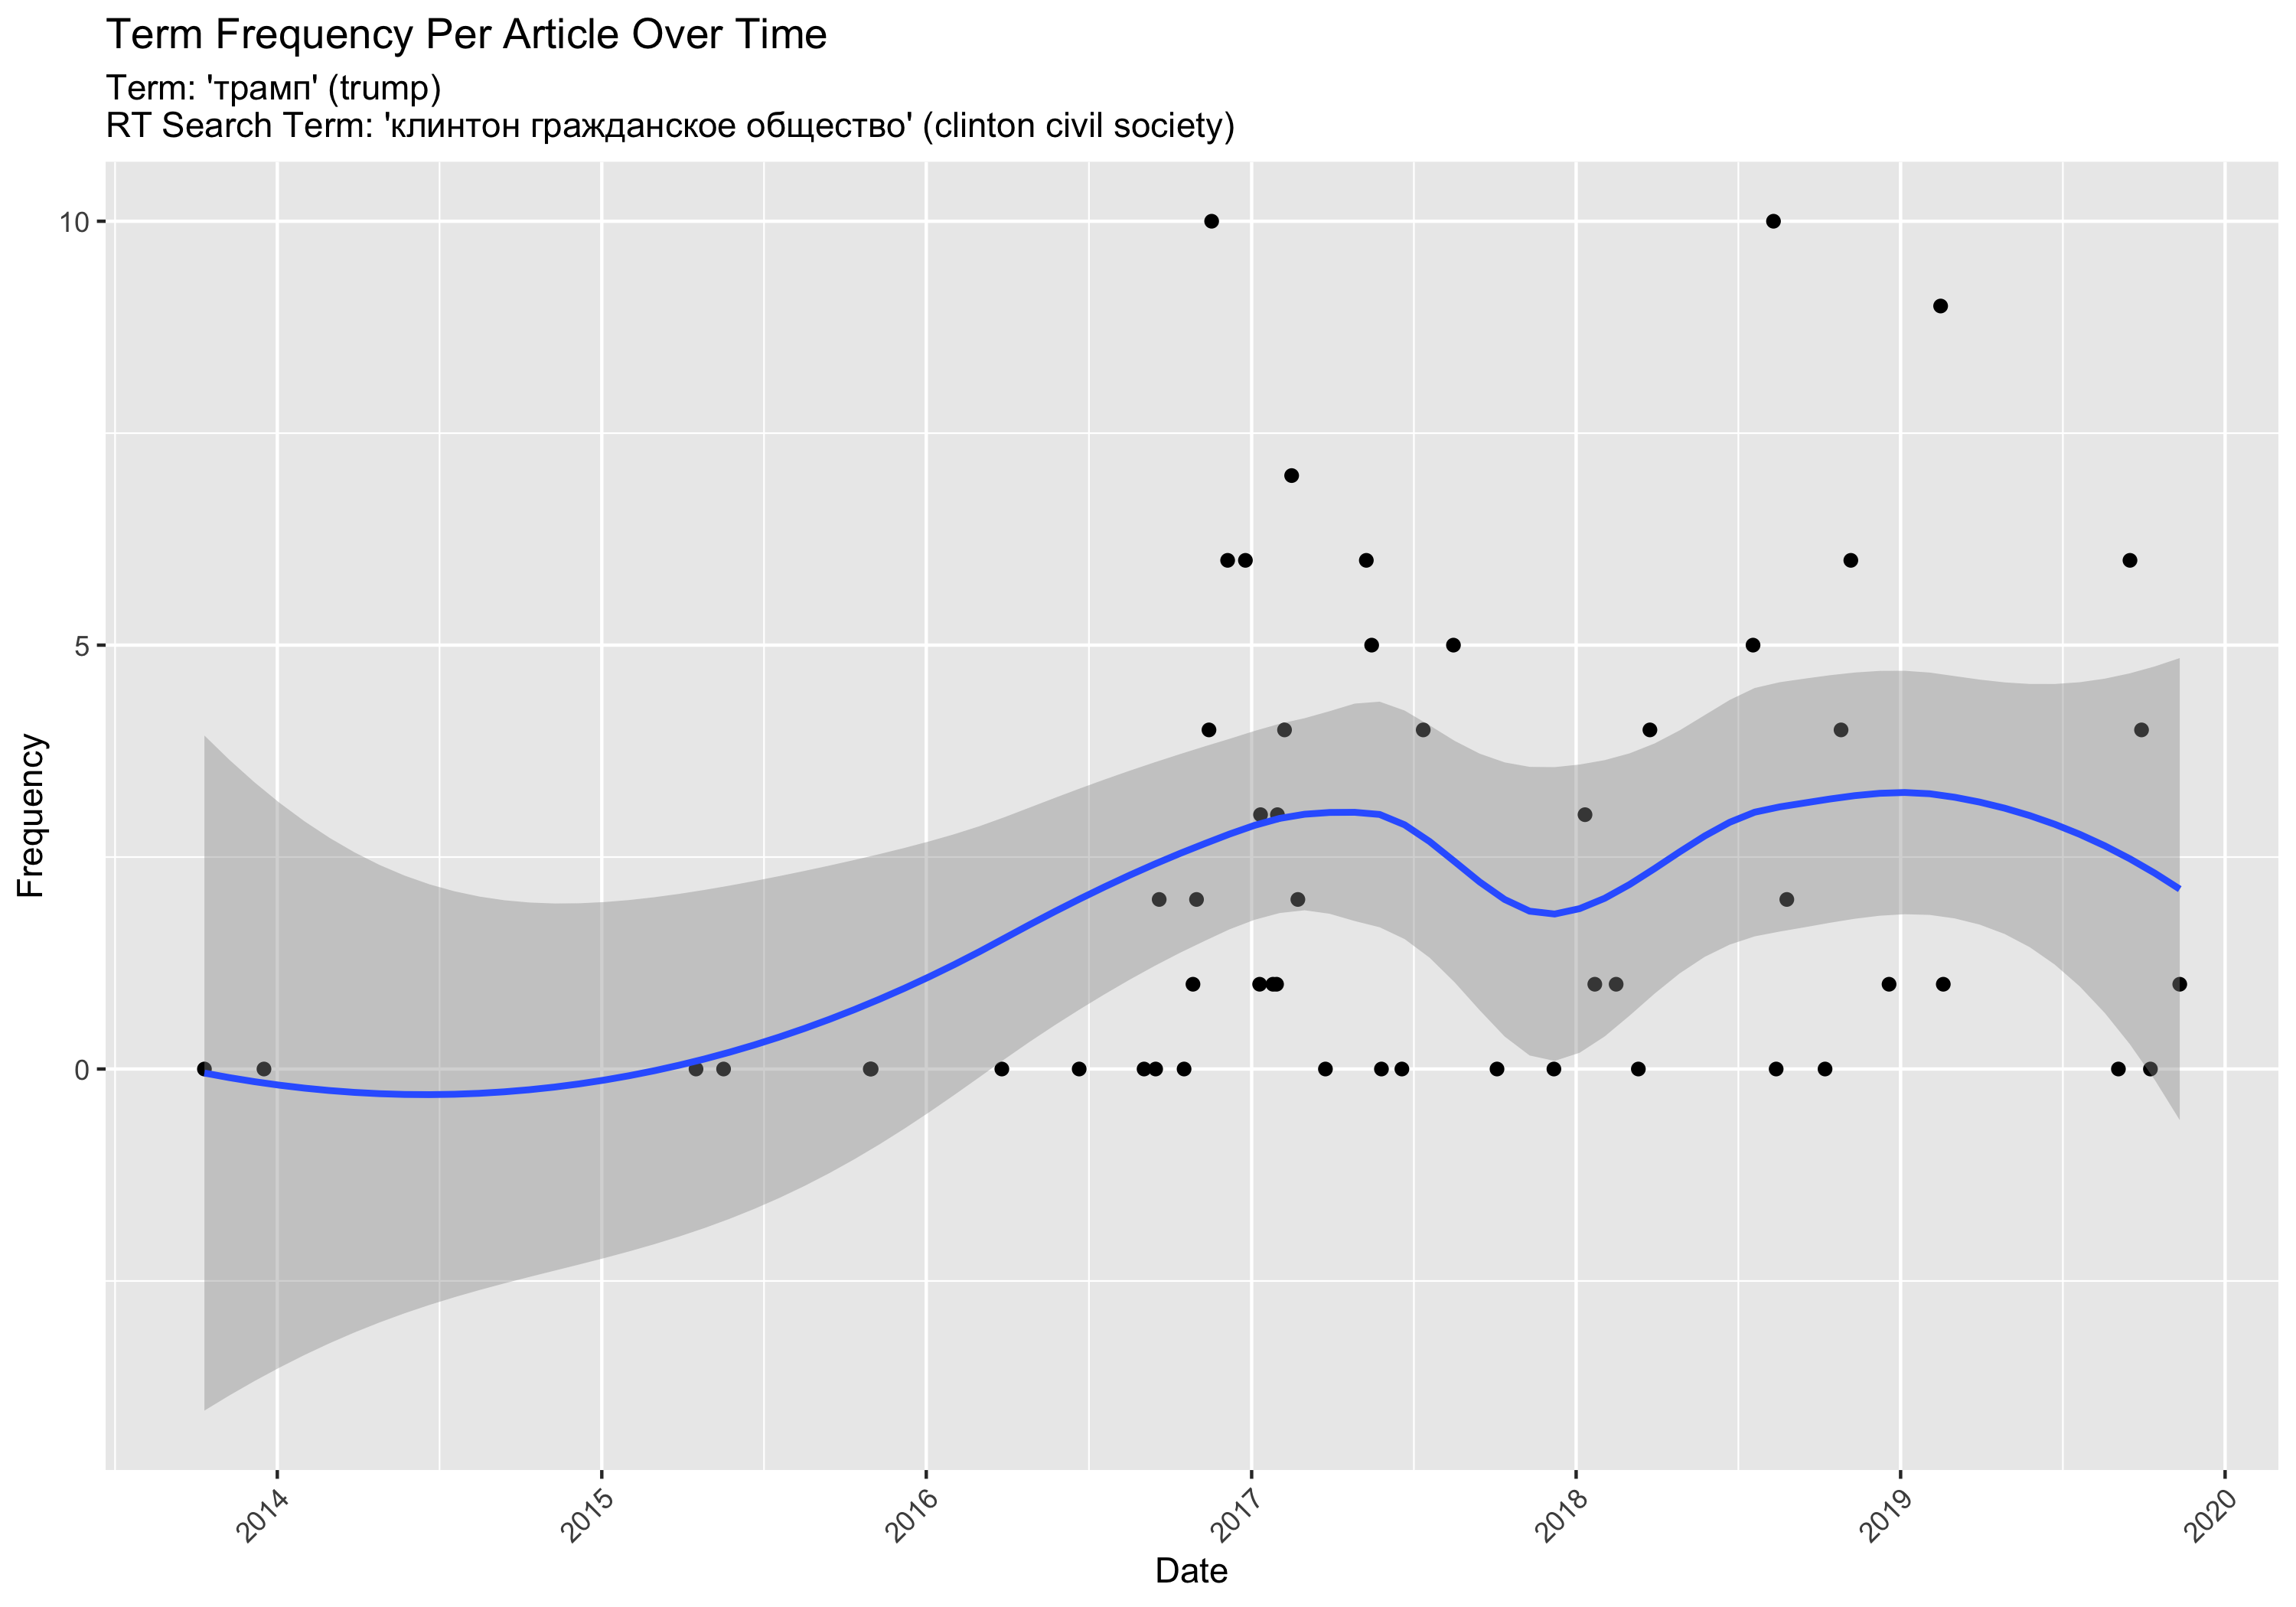 Term Frequency Per Article Over Time
Term: 'трамп' (trump)
RT Search Term: 'клинтон гражданское общество' (clinton civil society)
10
5
0
Frequency
2014
2015
2016
2017
2018
2019
2020
Date